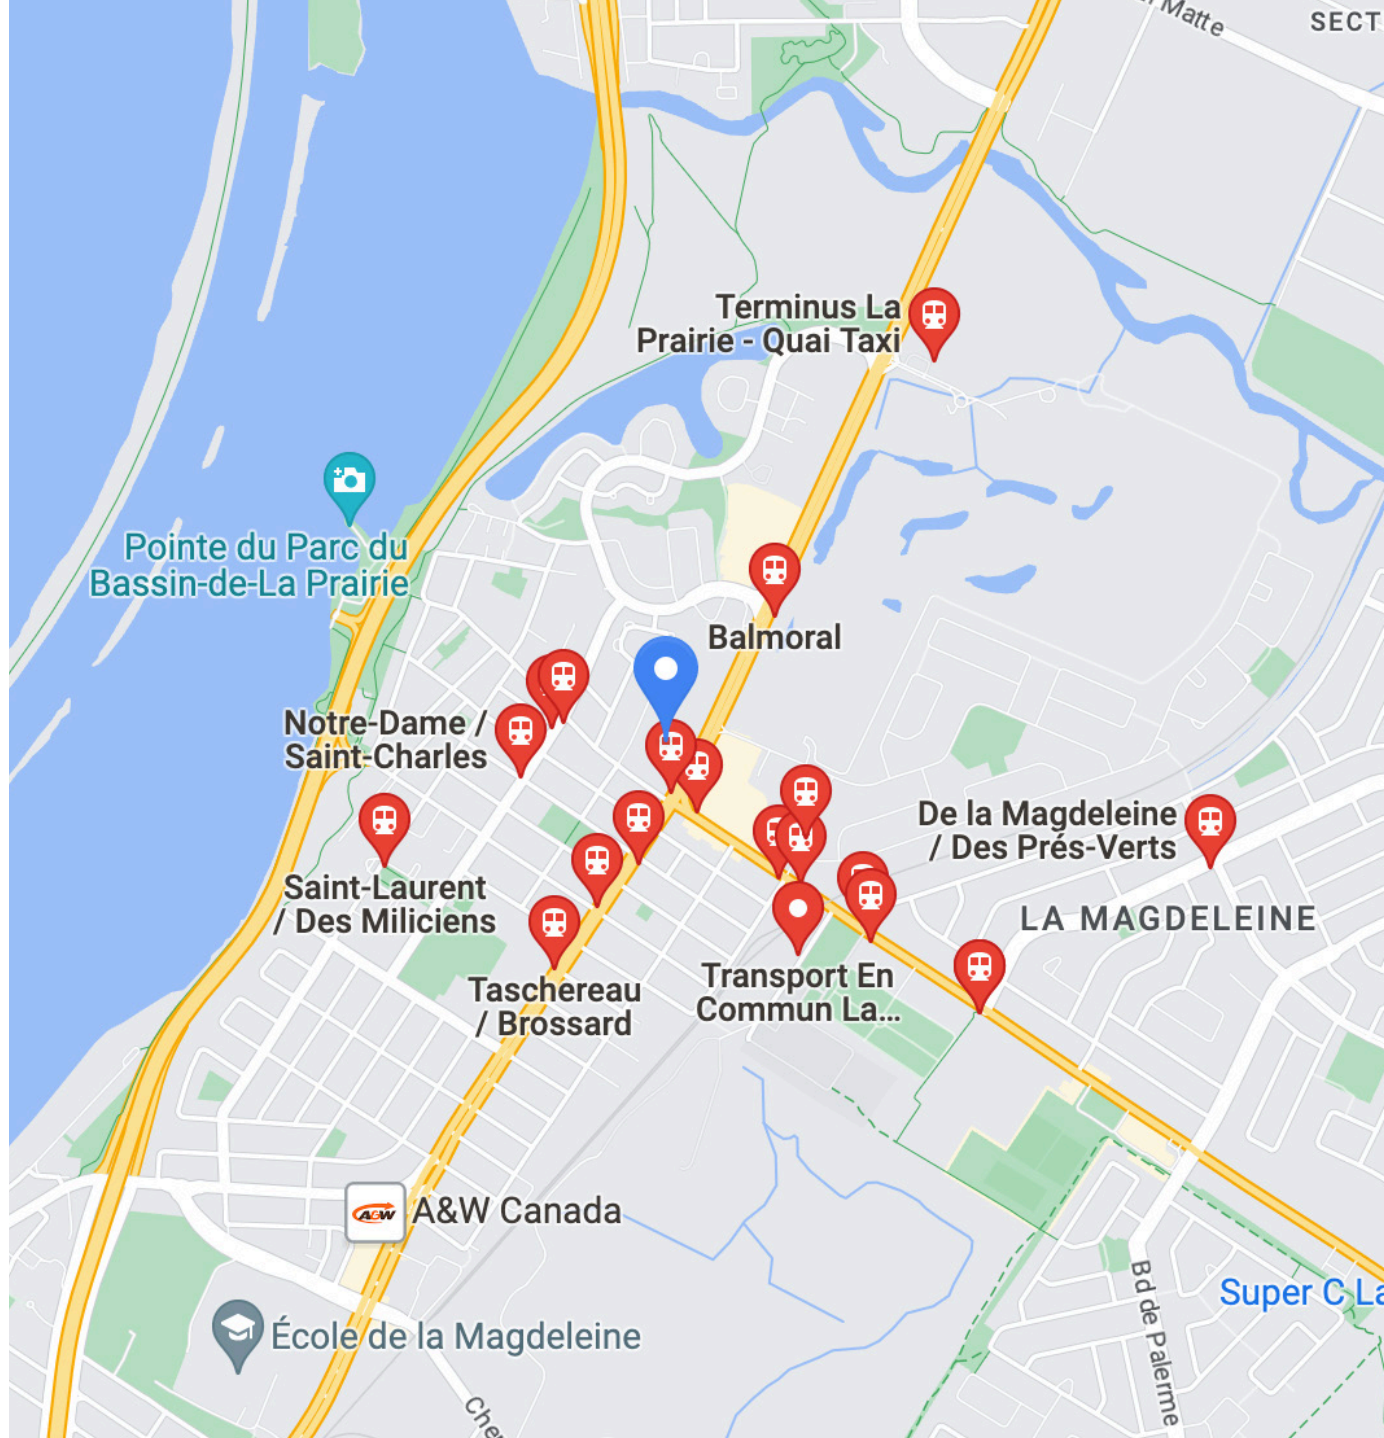 Matte
SECT
Terminus La
Prairie - Quai Taxi
Pointe du Parc du
Bassin-de-La Prairie
Balmoral
Notre-Dame /
Saint-Charles
De la Magdeleine
/ Des Prés-Verts
Saint-Laurent
/ Des Miliciens
LA MAGDELEINE
Transport En
Commun La...
Taschereau
/ Brossard
A&W
A&W Canada
Bd de Palerme
Super C La
École de la Magdeleine
Che